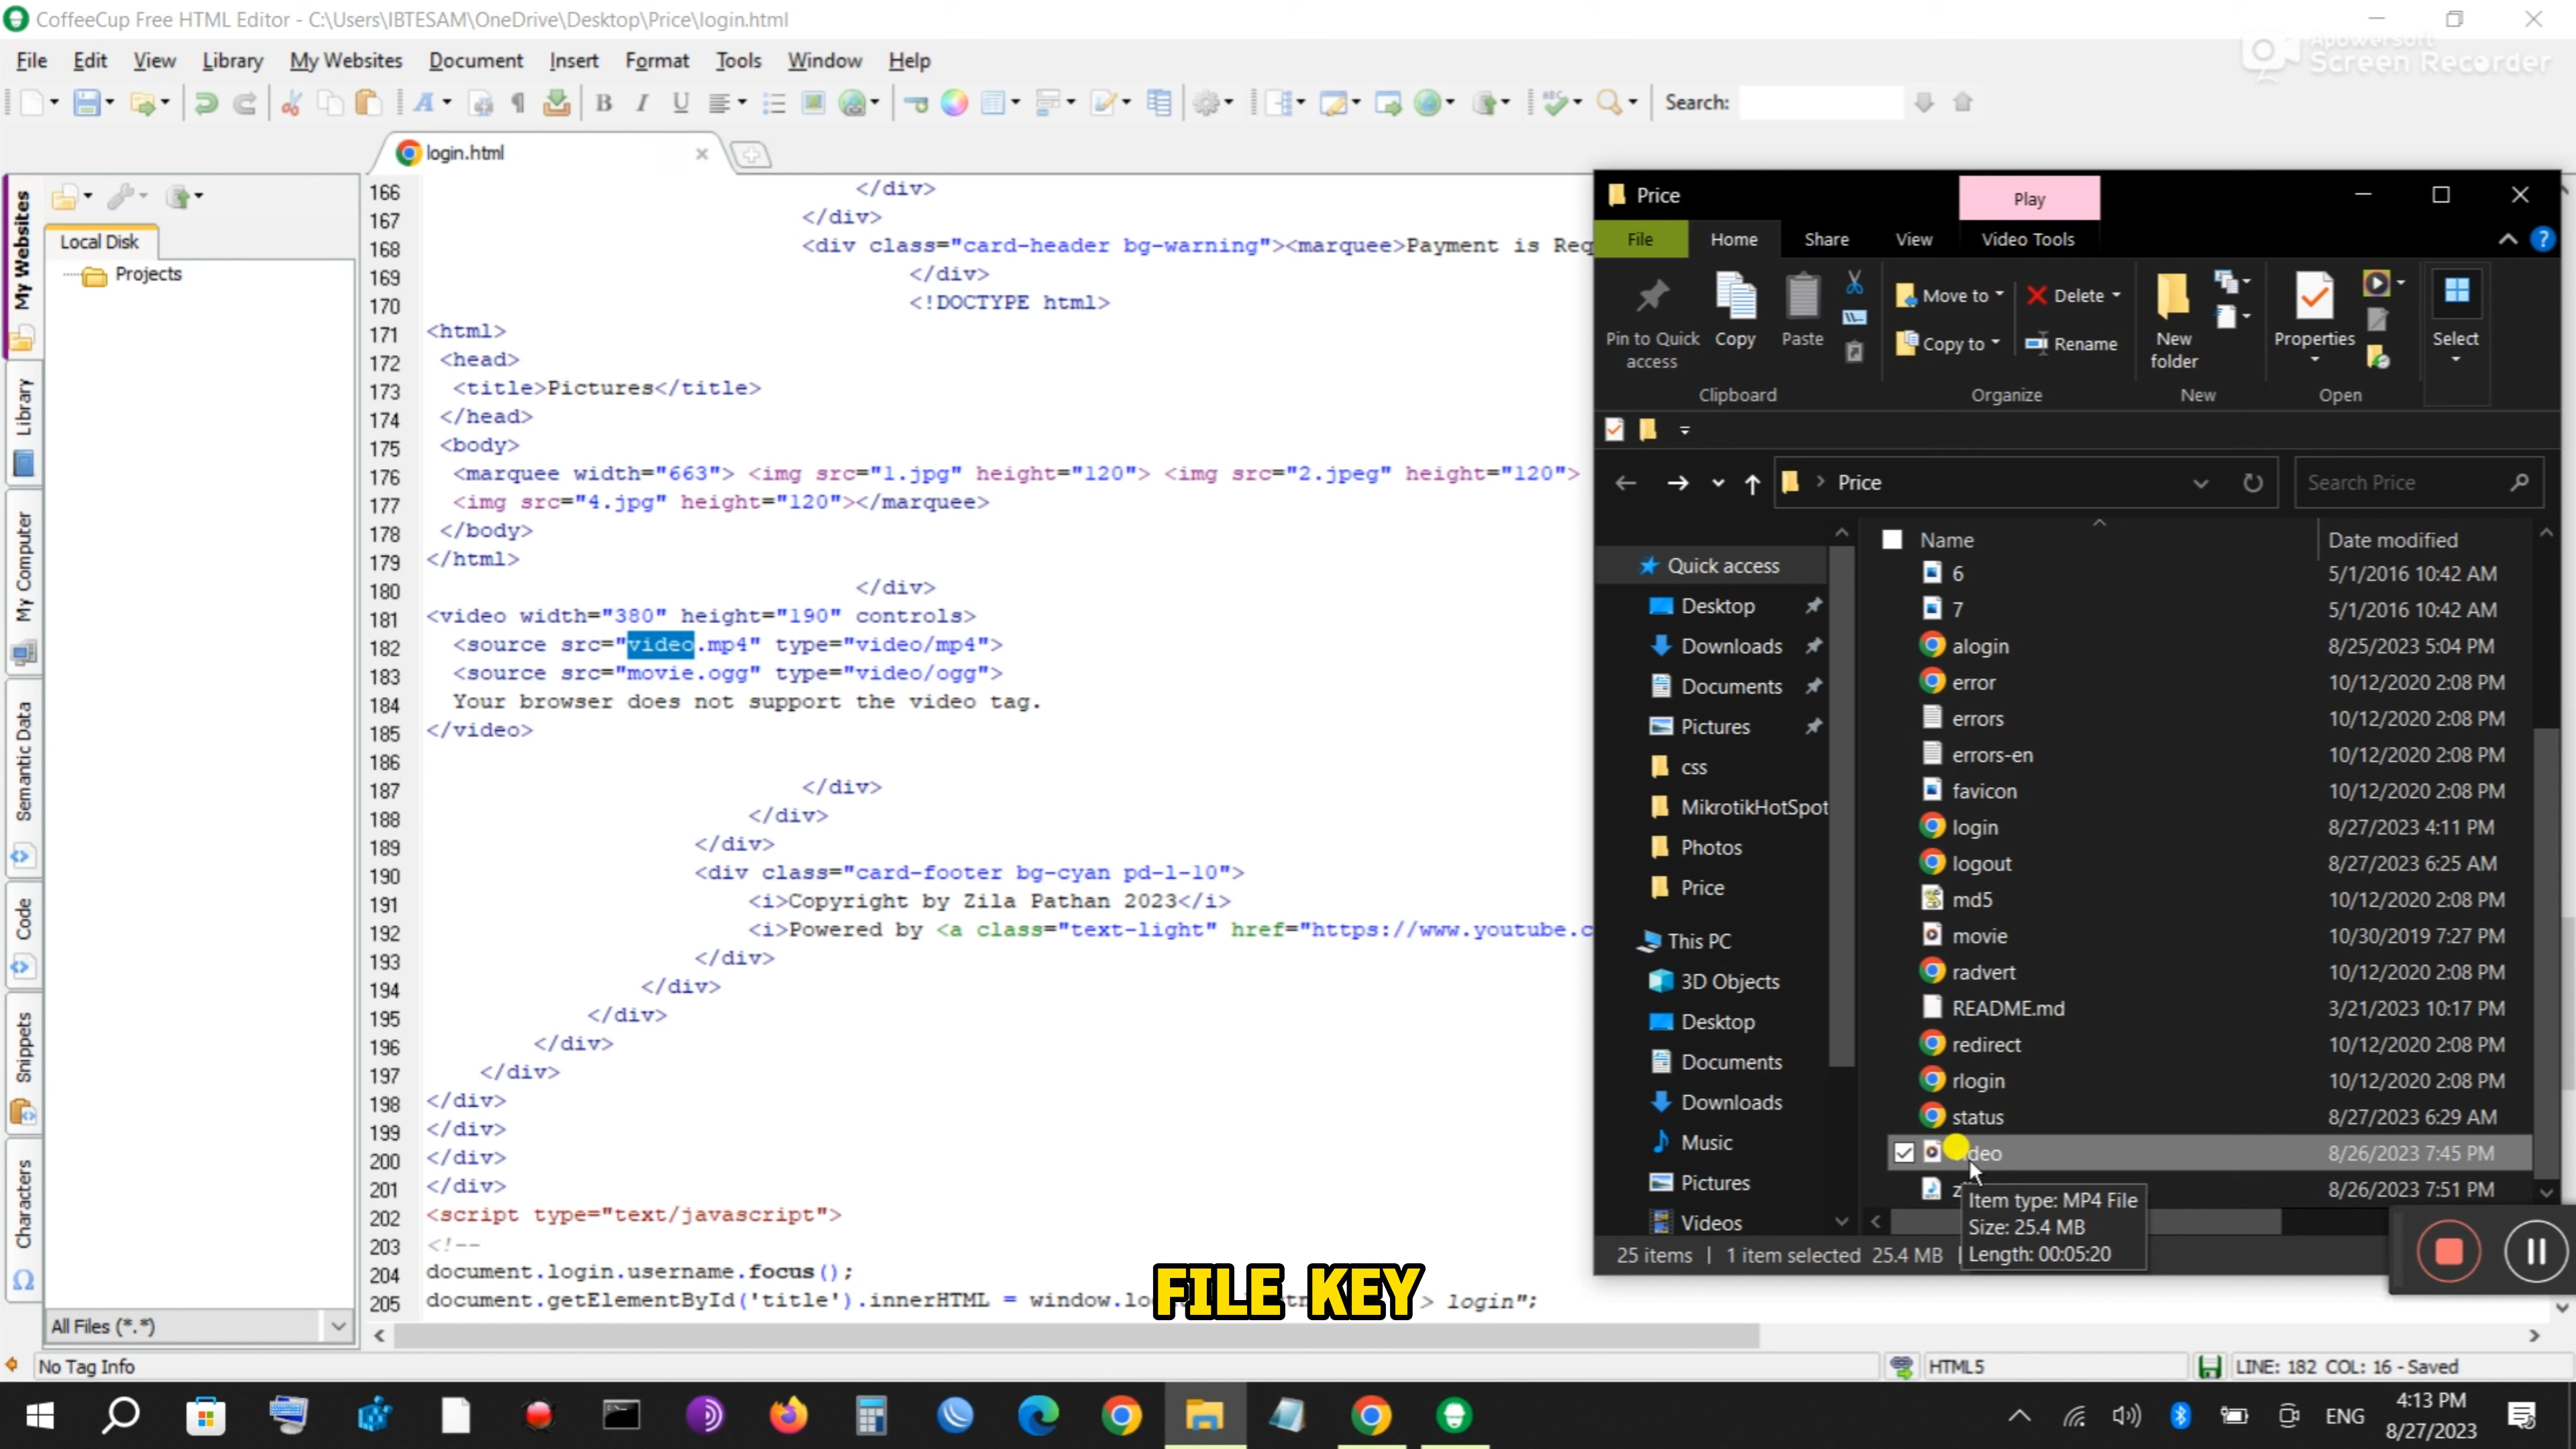 CoffeeCup Free HTML Editor - C:\Users\IBTESAM\OneDrive\Desktop\Price\login.html
Apowersoft
Screen Recorder
File Edit View Library My Websites Document Insert Format Tools Window Help
Search:
login.html
My Websites
Library
My Computer
Semantic Data
Code
Snippets
Characters
Local Disk
Projects
All Files (*.*)
166 </div>
167 </div>
168 <div class="card-header bg-warning"><marquee>Payment is Req
169 </div>
170 <!DOCTYPE html>
171 <html>
172 <head>
173 <title>Pictures</title>
174 </head>
175 <body>
176 <marquee width="663"> <img src="1.jpg" height="120"> <img src="2.jpeg" height="120">
177 <img src="4.jpg" height="120"></marquee>
178 </body>
179 </html>
180 </div>
181 <video width="380" height="190" controls>
182 <source src="video.mp4" type="video/mp4">
183 <source src="movie.ogg" type="video/ogg">
184 Your browser does not support the video tag.
185 </video>
186
187 </div>
188 </div>
189 </div>
190 <div class="card-footer bg-cyan pd-l-10">
191 <i>Copyright by Zila Pathan 2023</i>
192 <i>Powered by <a class="text-light" href="https://www.youtube.c
193 </div>
194 </div>
195 </div>
196 </div>
197 </div>
198 </div>
199 </div>
200 </div>
201 </div>
202 <script type="text/javascript">
203 <!--
204 document.login.username.focus();
205 document.getElementById('title').innerHTML = window.lo > login";
FILE KEY
Price
Play
File Home Share View Video Tools
Pin to Quick access
Copy
Paste
Move to
Copy to
Delete
Rename
New folder
Properties
Select
Clipboard Organize New Open
Price
Search Price
Quick access
Desktop
Downloads
Documents
Pictures
css
MikrotikHotSpot
Photos
Price
This PC
3D Objects
Desktop
Documents
Downloads
Music
Pictures
Videos
Name Date modified
6 5/1/2016 10:42 AM
7 5/1/2016 10:42 AM
alogin 8/25/2023 5:04 PM
error 10/12/2020 2:08 PM
errors 10/12/2020 2:08 PM
errors-en 10/12/2020 2:08 PM
favicon 10/12/2020 2:08 PM
login 8/27/2023 4:11 PM
logout 8/27/2023 6:25 AM
md5 10/12/2020 2:08 PM
movie 10/30/2019 7:27 PM
radvert 10/12/2020 2:08 PM
README.md 3/21/2023 10:17 PM
redirect 10/12/2020 2:08 PM
rlogin 10/12/2020 2:08 PM
status 8/27/2023 6:29 AM
video 8/26/2023 7:45 PM
8/26/2023 7:51 PM
Item type: MP4 File
Size: 25.4 MB
Length: 00:05:20
25 items 1 item selected 25.4 MB
No Tag Info
HTML5
LINE: 182 COL: 16 - Saved
ENG
4:13 PM
8/27/2023